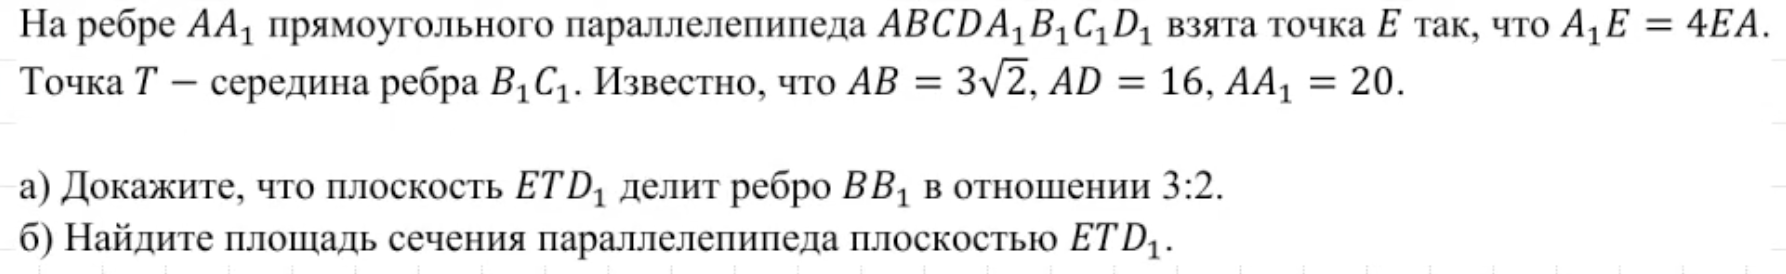 На ребре AA₁ прямоугольного параллелепипеда ABCDA₁B₁C₁D₁ взята точка E так, что A₁E = 4EA.
Точка T – середина ребра B₁C₁. Известно, что AB = 3√2, AD = 16, AA₁ = 20.
а) Докажите, что плоскость ETD₁ делит ребро BB₁ в отношении 3:2.
б) Найдите площадь сечения параллелепипеда плоскостью ETD₁.